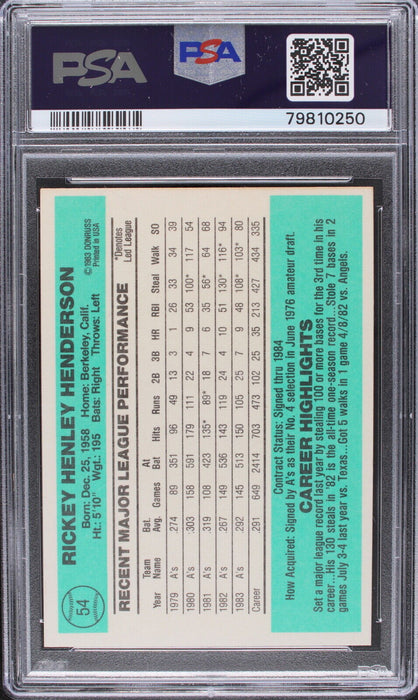 PSA
PSA
79810250
54
RICKEY HENLEY HENDERSON
Born: Dec. 25, 1958 Home: Berkeley, Calif.
Ht.: 5'10" Wgt.: 195 Bats: Right Throws: Left
© 1983 DONRUSS
Printed in USA
RECENT MAJOR LEAGUE PERFORMANCE
*Denotes
Led League
Year Team Name Bat. Avg. Games At Bat Hits Runs 2B 3B HR RBI Steal Walk SO
1979 A's .274 89 351 96 49 13 3 1 26 33 34 39
1980 A's .303 158 591 179 111 22 4 9 53 100* 117 54
1981 A's .319 108 423 135* 89* 18 7 6 35 56* 64 68
1982 A's .267 149 536 143 119 24 4 10 51 130* 116* 94
1983 A's .292 145 513 150 105 25 7 9 48 108* 103* 80
Career .291 649 2414 703 473 102 25 35 213 427 434 335
Contract Status: Signed thru 1984
How Acquired: Signed by A's as their No. 4 selection in June 1976 amateur draft.
CAREER HIGHLIGHTS
Set a major league record last year by stealing 100 or more bases for the 3rd time in his
career...His 130 steals in '82 is the all-time one-season record...Stole 7 bases in 2
games July 3-4 last year vs. Texas...Got 5 walks in 1 game 4/8/82 vs. Angels.